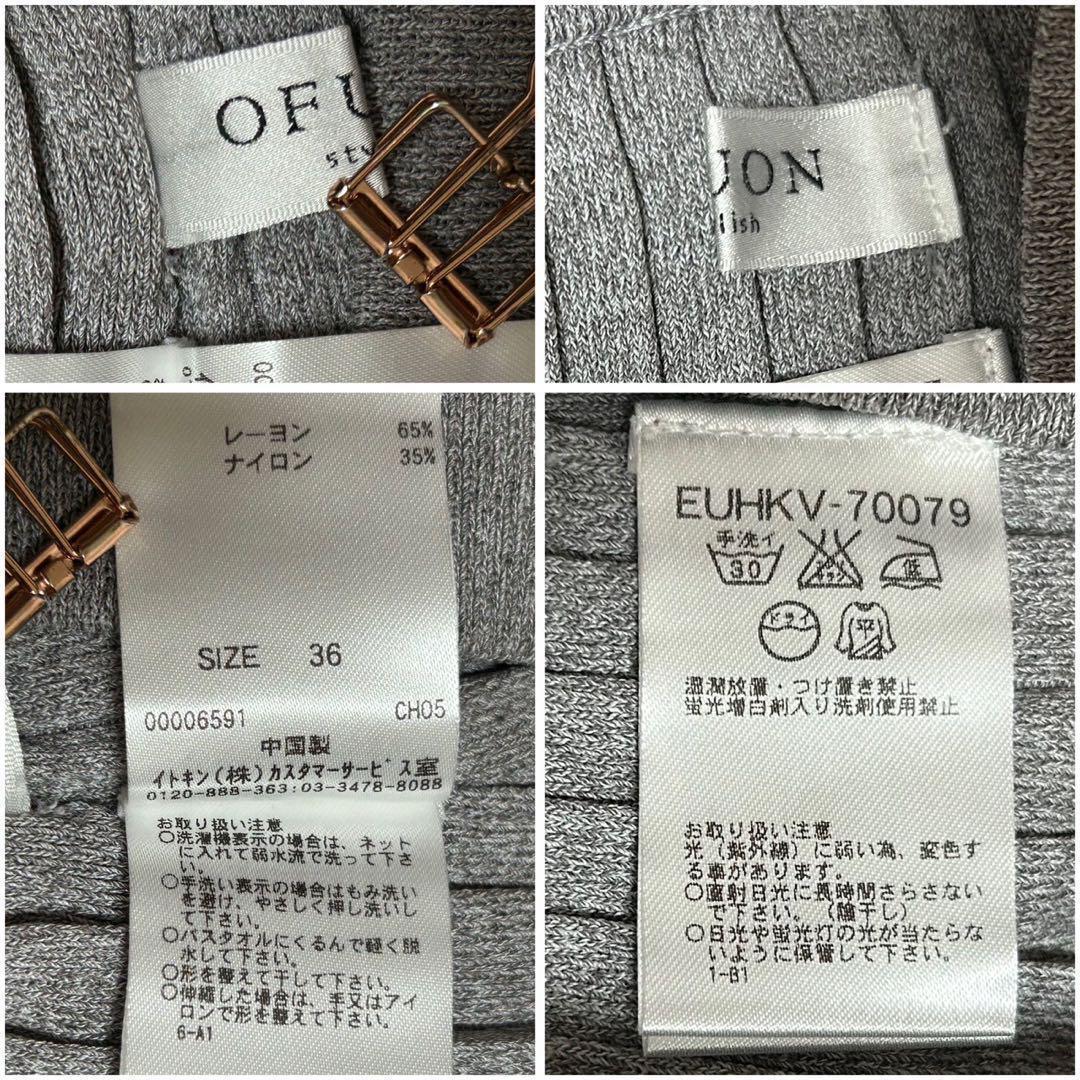 OFU
sty
UON
lish
レーヨン 65%
ナイロン 35%
SIZE 36
00006591 CH05
中国製
イトキン(株)カスタマーサービス室
0120-888-363:03-3478-8088
お取り扱い注意
○洗濯機表示の場合は、ネット
に入れて弱水流で洗って下さ
い。
○手洗い表示の場合はもみ洗い
を避け、やさしく押し洗いし
て下さい。
○バスタオルにくるんで軽く脱
水して下さい。
○形を整えて干して下さい。
○伸縮した場合は、手又はアイ
ロンで形を整えて下さい。
6-A1
EUHKV-70079
手洗イ
30
低
ドライ
平
湿潤放置・つけ置き禁止
蛍光増白剤入り洗剤使用禁止
お取り扱い注意
光(紫外線)に弱い為、変色す
る事があります。
○直射日光に長時間さらさない
で下さい。(陰干し)
○日光や蛍光灯の光が当たらな
いように保管して下さい。
1-B1